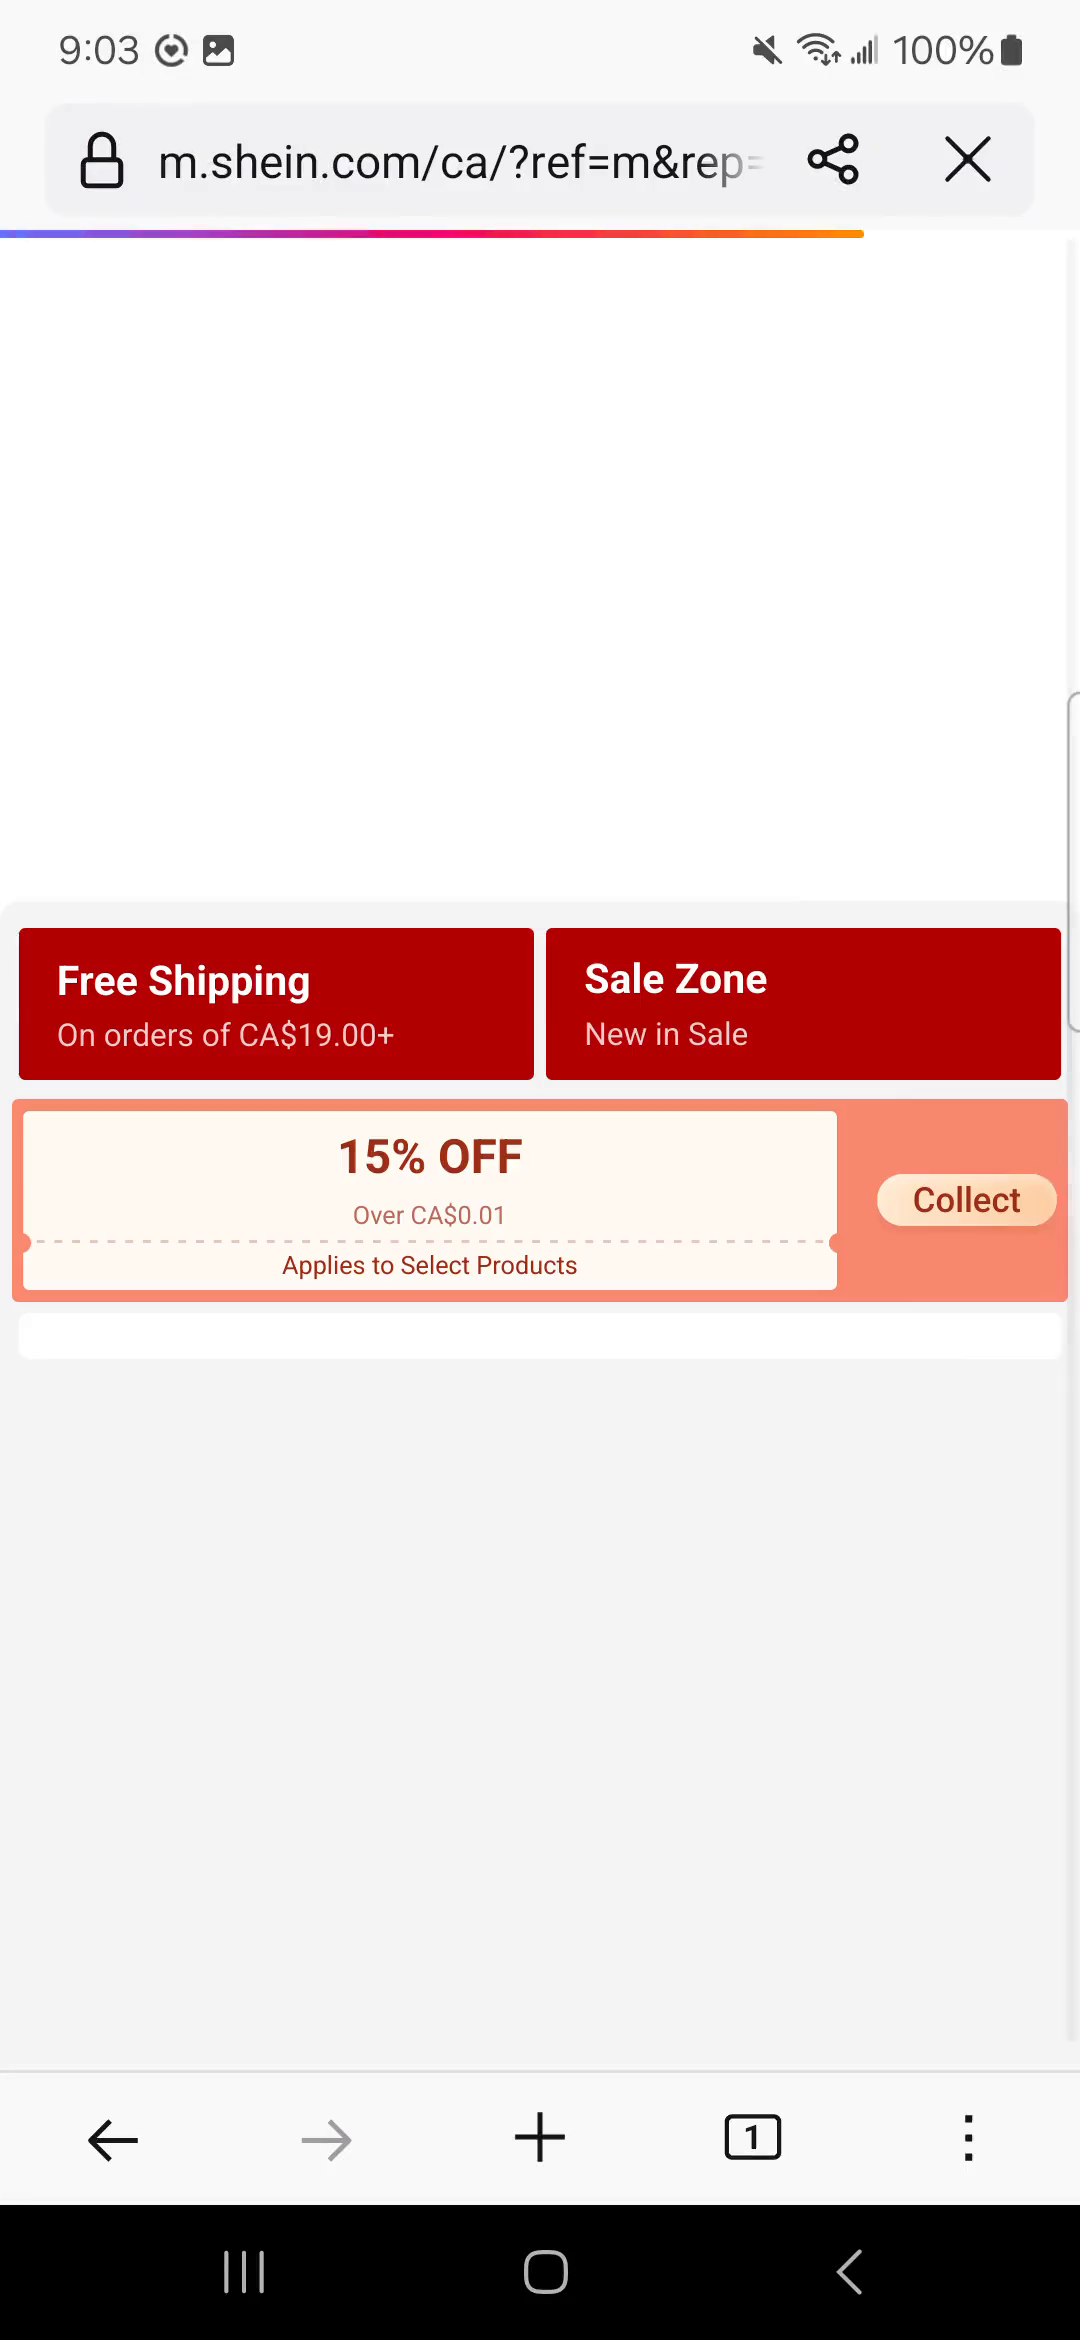 9:03
100%
m.shein.com/ca/?ref=m&rep=
Free Shipping
On orders of CA$19.00+
Sale Zone
New in Sale
15% OFF
Over CA$0.01
Applies to Select Products
Collect
1